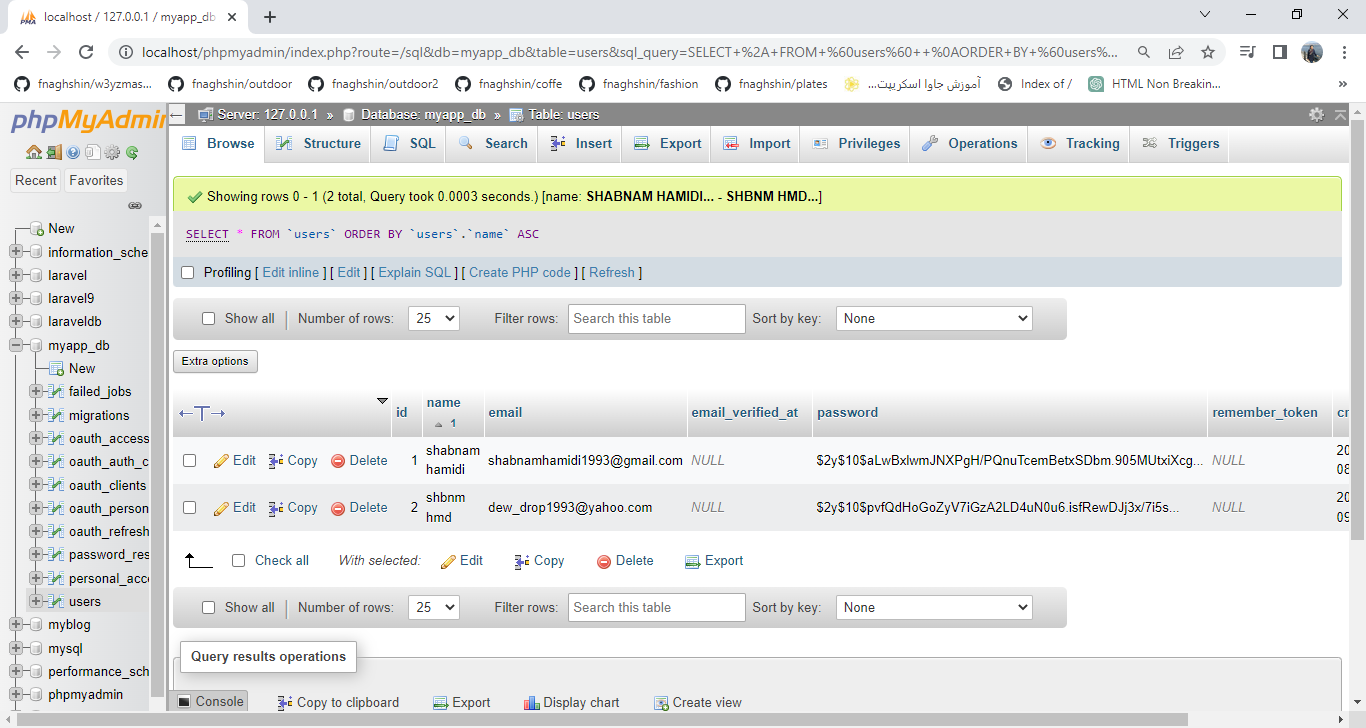 localhost / 127.0.0.1 / myapp_db
localhost/phpmyadmin/index.php?route=/sql&db=myapp_db&table=users&sql_query=SELECT+%2A+FROM+%60users%60++%0AORDER+BY+%60users%...
fnaghshin/w3yzmas... fnaghshin/outdoor fnaghshin/outdoor2 fnaghshin/coffe fnaghshin/fashion fnaghshin/plates آموزش جاوا اسکریپت... Index of / HTML Non Breakin... »
phpMyAdmin
Recent Favorites
New
information_sche
laravel
laravel9
laraveldb
myapp_db
New
failed_jobs
migrations
oauth_access
oauth_auth_c
oauth_clients
oauth_person
oauth_refresh
password_res
personal_acce
users
myblog
mysql
performance_sch
phpmyadmin
Server: 127.0.0.1 » Database: myapp_db » Table: users
Browse Structure SQL Search Insert Export Import Privileges Operations Tracking Triggers
Showing rows 0 - 1 (2 total, Query took 0.0003 seconds.) [name: SHABNAM HAMIDI... - SHBNM HMD...]
SELECT * FROM `users` ORDER BY `users`.`name` ASC
Profiling [ Edit inline ] [ Edit ] [ Explain SQL ] [ Create PHP code ] [ Refresh ]
Show all Number of rows: 25 Filter rows: Search this table Sort by key: None
Extra options
←T→ id name 1 email email_verified_at password remember_token
Edit Copy Delete 1 shabnam hamidi shabnamhamidi1993@gmail.com NULL $2y$10$aLwBxlwmJNXPgH/PQnuTcemBetxSDbm.905MUtxiXcg... NULL 20 08
Edit Copy Delete 2 shbnm hmd dew_drop1993@yahoo.com NULL $2y$10$pvfQdHoGoZyV7iGzA2LD4uN0u6.isfRewDJj3x/7i5s... NULL 20 09
Check all With selected: Edit Copy Delete Export
Show all Number of rows: 25 Filter rows: Search this table Sort by key: None
Query results operations
Console Copy to clipboard Export Display chart Create view